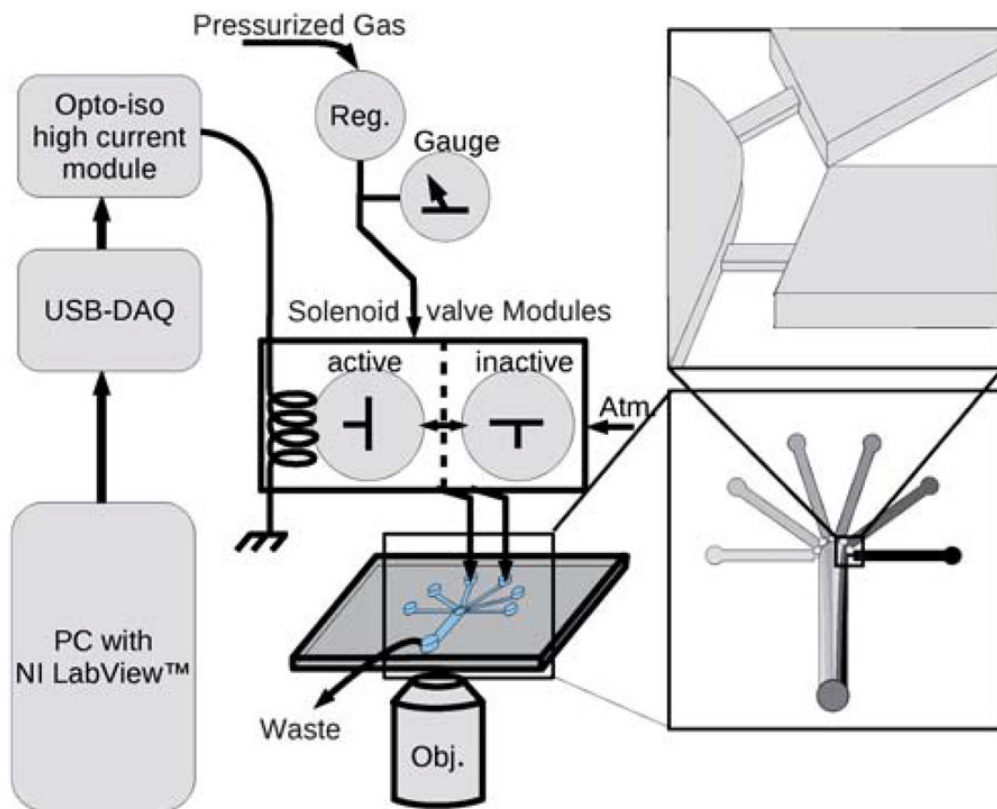 Pressurized Gas
Opto-iso
high current
module
Reg.
Gauge
USB-DAQ
Solenoid valve Modules
active
inactive
Atm.
PC with
NI LabView™
Waste
Obj.